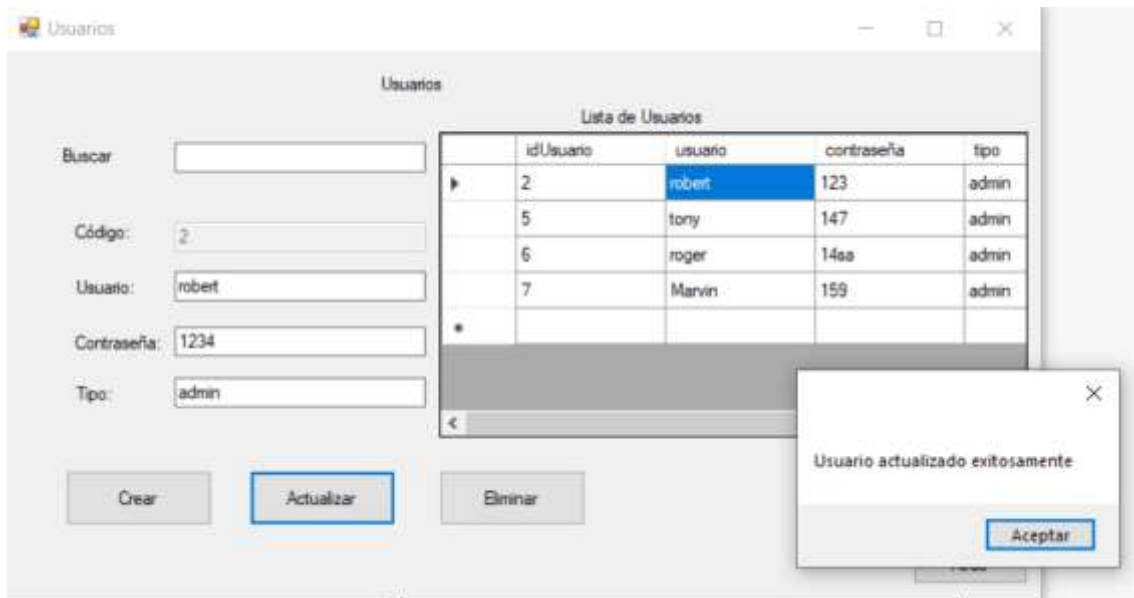 Usuarios
Usuarios
Lista de Usuarios
Buscar
idUsuario usuario contraseña tipo
2 robert 123 admin
5 tony 147 admin
6 roger 14aa admin
7 Marvin 159 admin
Código: 2
Usuario: robert
Contraseña: 1234
Tipo: admin
Crear Actualizar Eliminar
Usuario actualizado exitosamente
Aceptar